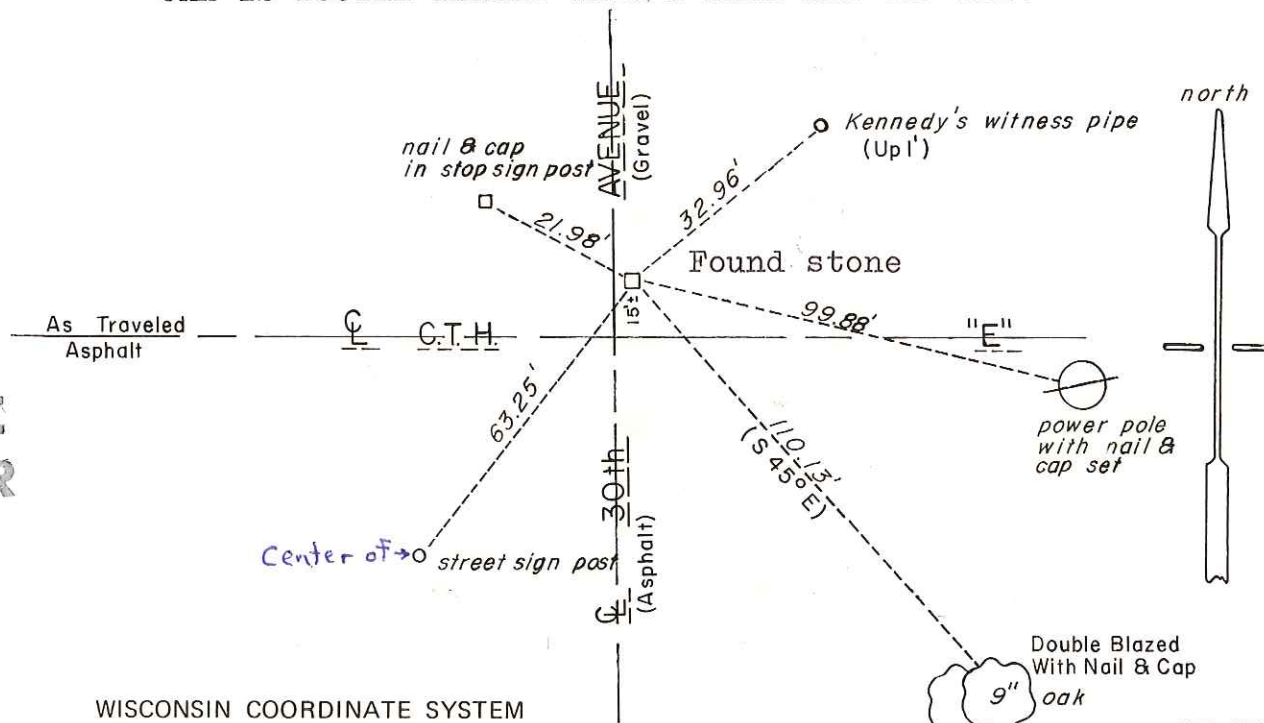 north
AVENUE
(Gravel)
nail & cap
in stop sign post
Kennedy's witness pipe
(Up 1')
21.98'
32.96'
Found stone
15'±
99.88'
As Traveled
Asphalt
C.T.H.
"E"
63.25'
110.13'
(S 45° E)
power pole
with nail &
cap set
30th
(Asphalt)
Center of → street sign post
Double Blazed
With Nail & Cap
9" oak
WISCONSIN COORDINATE SYSTEM